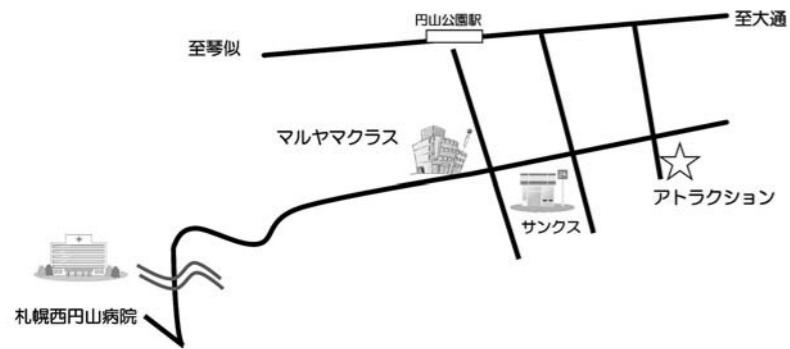 円山公園駅
至大通
至琴似
マルヤマクラス
アトラクション
サンクス
札幌西円山病院